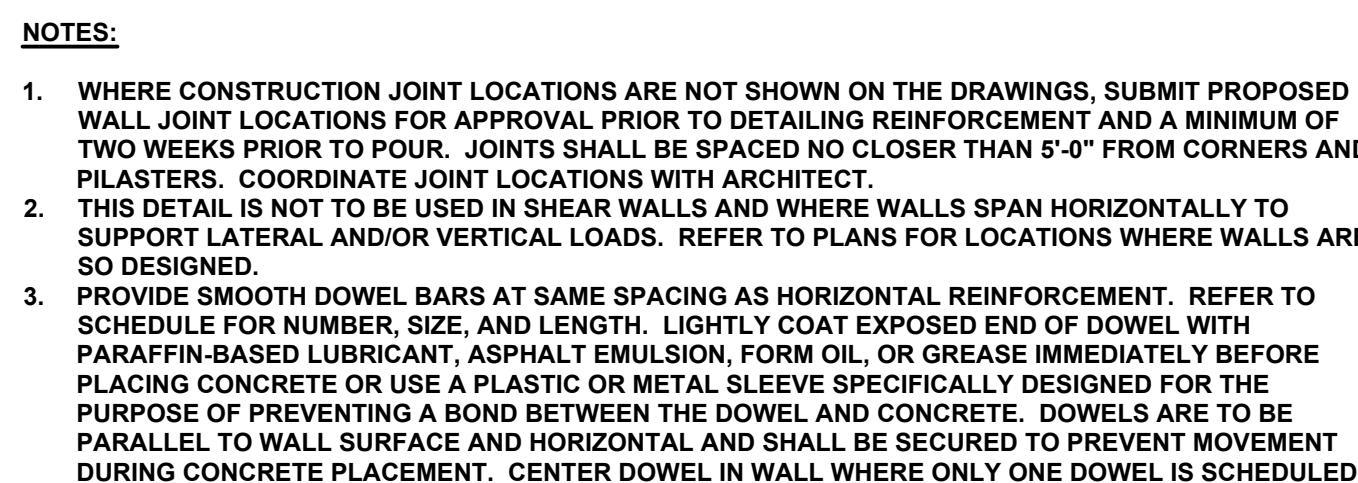 NOTES:
1. WHERE CONSTRUCTION JOINT LOCATIONS ARE NOT SHOWN ON THE DRAWINGS, SUBMIT PROPOSED
WALL JOINT LOCATIONS FOR APPROVAL PRIOR TO DETAILING REINFORCEMENT AND A MINIMUM OF
TWO WEEKS PRIOR TO POUR. JOINTS SHALL BE SPACED NO CLOSER THAN 5'-0" FROM CORNERS AND
PILASTERS. COORDINATE JOINT LOCATIONS WITH ARCHITECT.
2. THIS DETAIL IS NOT TO BE USED IN SHEAR WALLS AND WHERE WALLS SPAN HORIZONTALLY TO
SUPPORT LATERAL AND/OR VERTICAL LOADS. REFER TO PLANS FOR LOCATIONS WHERE WALLS ARE
SO DESIGNED.
3. PROVIDE SMOOTH DOWEL BARS AT SAME SPACING AS HORIZONTAL REINFORCEMENT. REFER TO
SCHEDULE FOR NUMBER, SIZE, AND LENGTH. LIGHTLY COAT EXPOSED END OF DOWEL WITH
PARAFFIN-BASED LUBRICANT, ASPHALT EMULSION, FORM OIL, OR GREASE IMMEDIATELY BEFORE
PLACING CONCRETE OR USE A PLASTIC OR METAL SLEEVE SPECIFICALLY DESIGNED FOR THE
PURPOSE OF PREVENTING A BOND BETWEEN THE DOWEL AND CONCRETE. DOWELS ARE TO BE
PARALLEL TO WALL SURFACE AND HORIZONTAL AND SHALL BE SECURED TO PREVENT MOVEMENT
DURING CONCRETE PLACEMENT. CENTER DOWEL IN WALL WHERE ONLY ONE DOWEL IS SCHEDULED